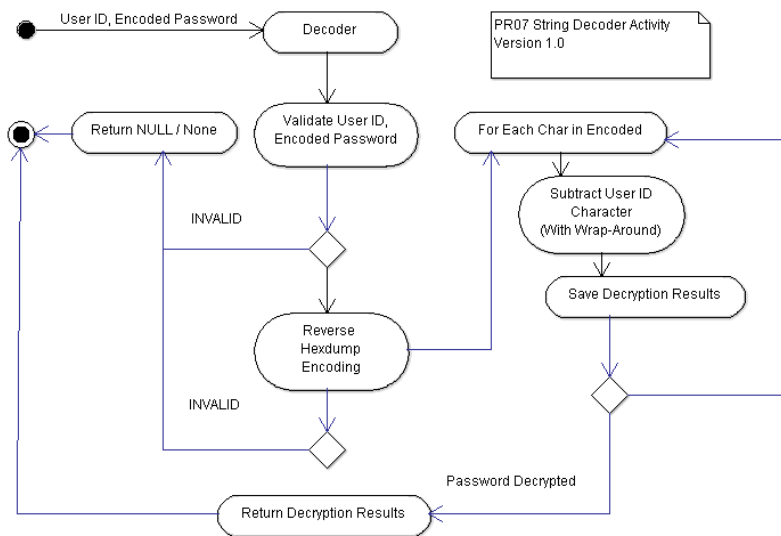 User ID, Encoded Password
Decoder
PR07 String Decoder Activity
Version 1.0
Return NULL / None
Validate User ID,
Encoded Password
For Each Char in Encoded
Subtract User ID
Character
(With Wrap-Around)
INVALID
Save Decryption Results
Reverse
Hexdump
Encoding
INVALID
Password Decrypted
Return Decryption Results